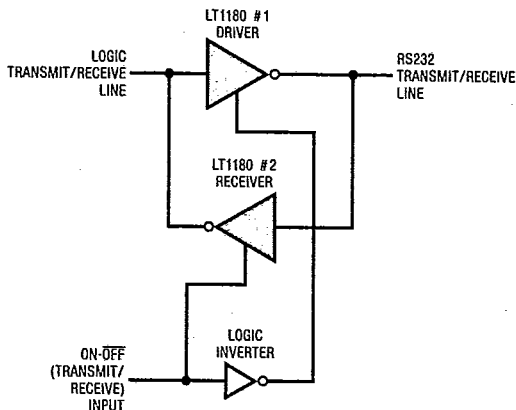 LT1180 #1
DRIVER
LOGIC
TRANSMIT/RECEIVE
LINE
RS232
TRANSMIT/RECEIVE
LINE
LT1180 #2
RECEIVER
LOGIC
INVERTER
ON-O̅F̅F̅
(TRANSMIT/
RECEIVE)
INPUT